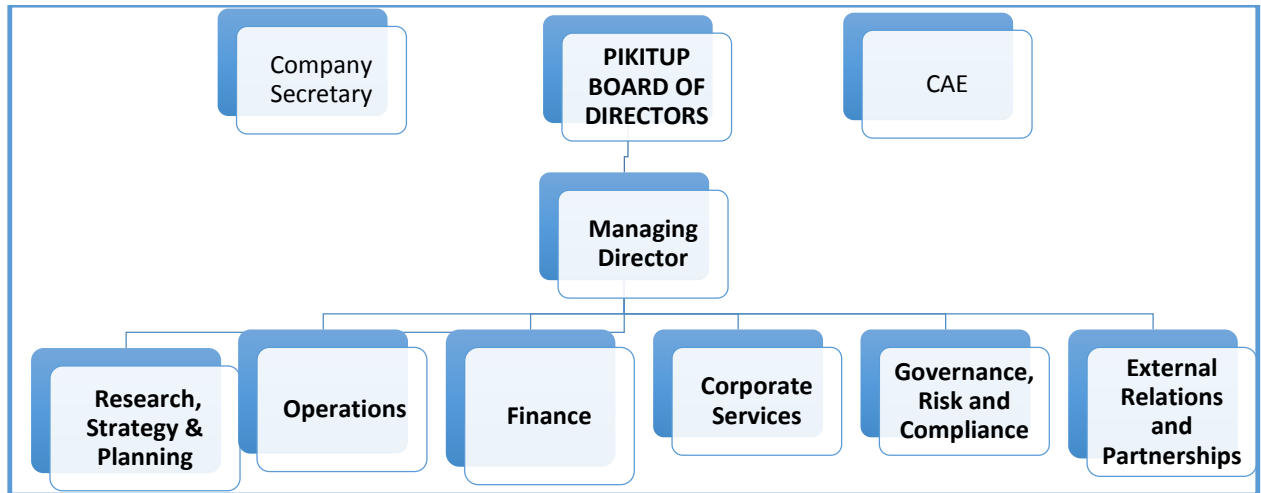 Company
Secretary
PIKITUP
BOARD OF
DIRECTORS
CAE
Managing
Director
Research,
Strategy &
Planning
Operations
Finance
Corporate
Services
Governance,
Risk and
Compliance
External
Relations
and
Partnerships